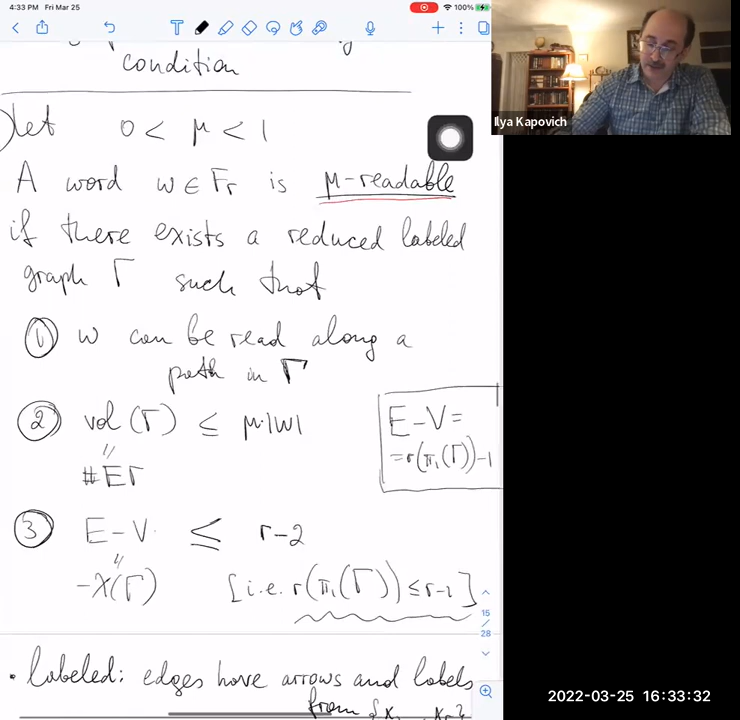 4:33 PM Fri Mar 25
100%
condition
let 0 < μ < 1
A word w ∈ Fr is μ-readable
if there exists a reduced labeled
graph Γ such that
① w can be read along a
path in Γ
② vol(Γ) ≤ μ·|w|
#EΓ
E-V=
=r(π₁(Γ))-1
③ E-V ≤ r-2
-χ(Γ) [i.e. r(π₁(Γ)) ≤ r-1]
15
/
28
• labeled: edges have arrows and labels
from {x
Ilya Kapovich
2022-03-25 16:33:32